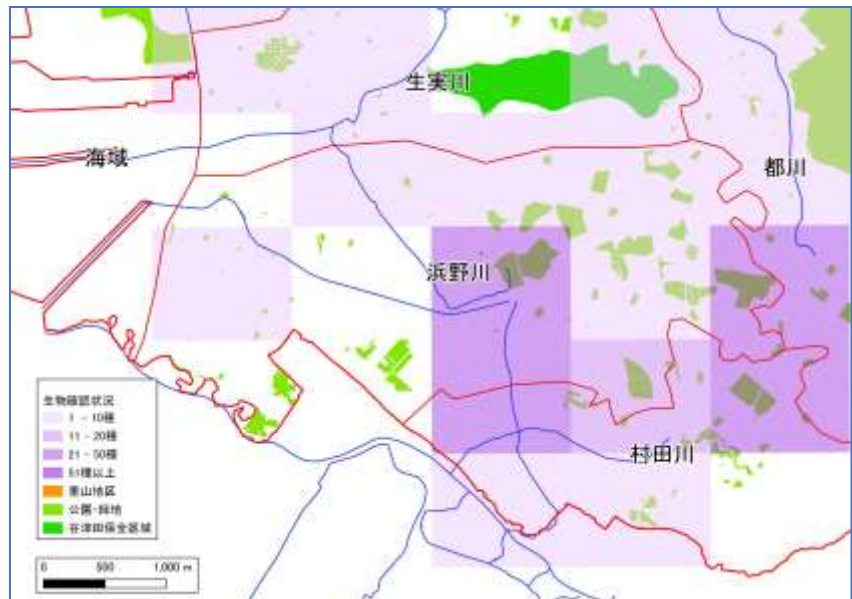 生実川
海域
都川
浜野川
村田川
生物確認状況
1 - 10種
11 - 20種
21 - 50種
51種以上
里山地区
公園・緑地
谷津田保全区域
0 500 1,000 m